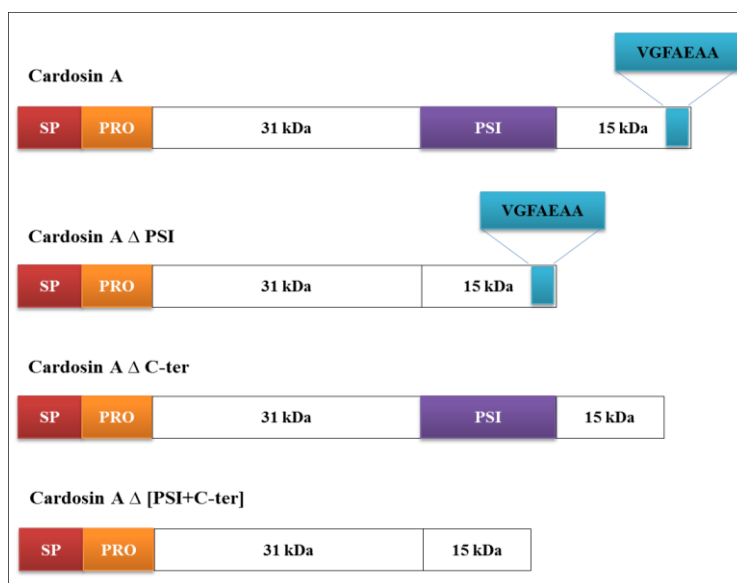 VGFAEAA
Cardosin A
SP PRO 31 kDa PSI 15 kDa
VGFAEAA
Cardosin A Δ PSI
SP PRO 31 kDa 15 kDa
Cardosin A Δ C-ter
SP PRO 31 kDa PSI 15 kDa
Cardosin A Δ [PSI+C-ter]
SP PRO 31 kDa 15 kDa